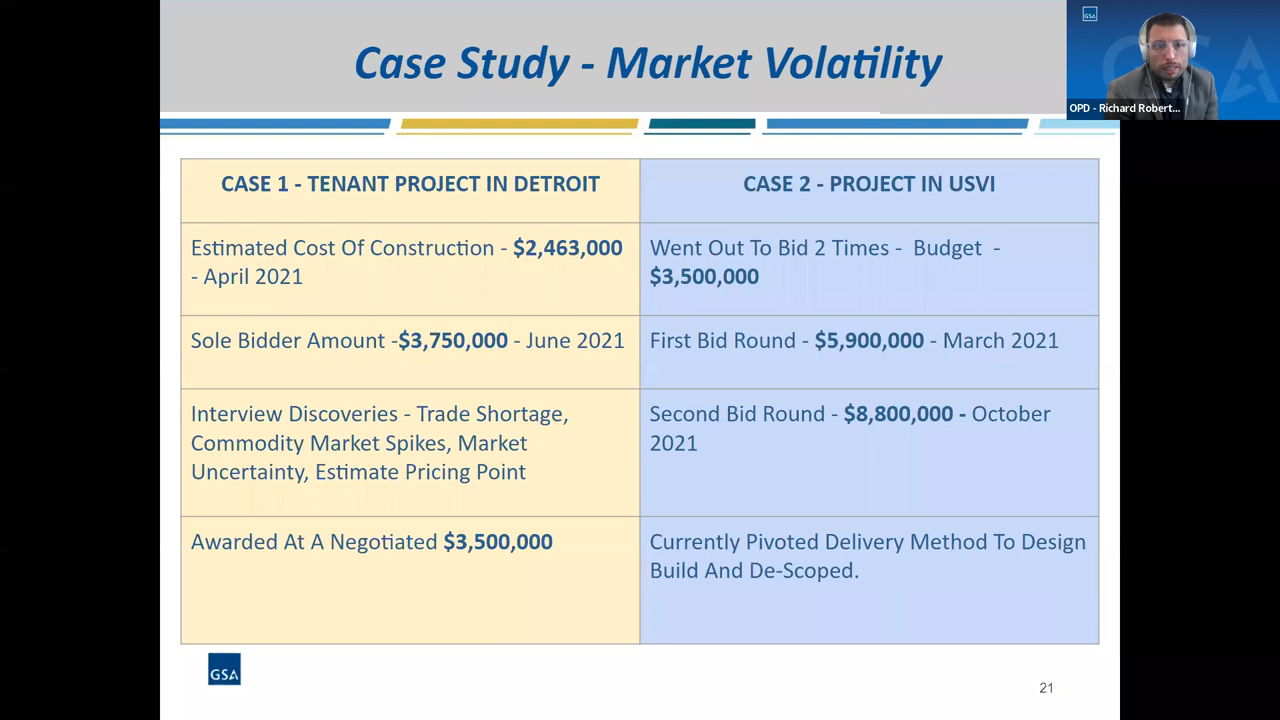 Case Study - Market Volatility
GSA
OPD - Richard Robert...
CASE 1 - TENANT PROJECT IN DETROIT
CASE 2 - PROJECT IN USVI
Estimated Cost Of Construction - $2,463,000
- April 2021
Went Out To Bid 2 Times -  Budget  -
$3,500,000
Sole Bidder Amount -$3,750,000 - June 2021
First Bid Round - $5,900,000 - March 2021
Interview Discoveries - Trade Shortage,
Commodity Market Spikes, Market
Uncertainty, Estimate Pricing Point
Second Bid Round - $8,800,000 - October
2021
Awarded At A Negotiated $3,500,000
Currently Pivoted Delivery Method To Design
Build And De-Scoped.
GSA
21